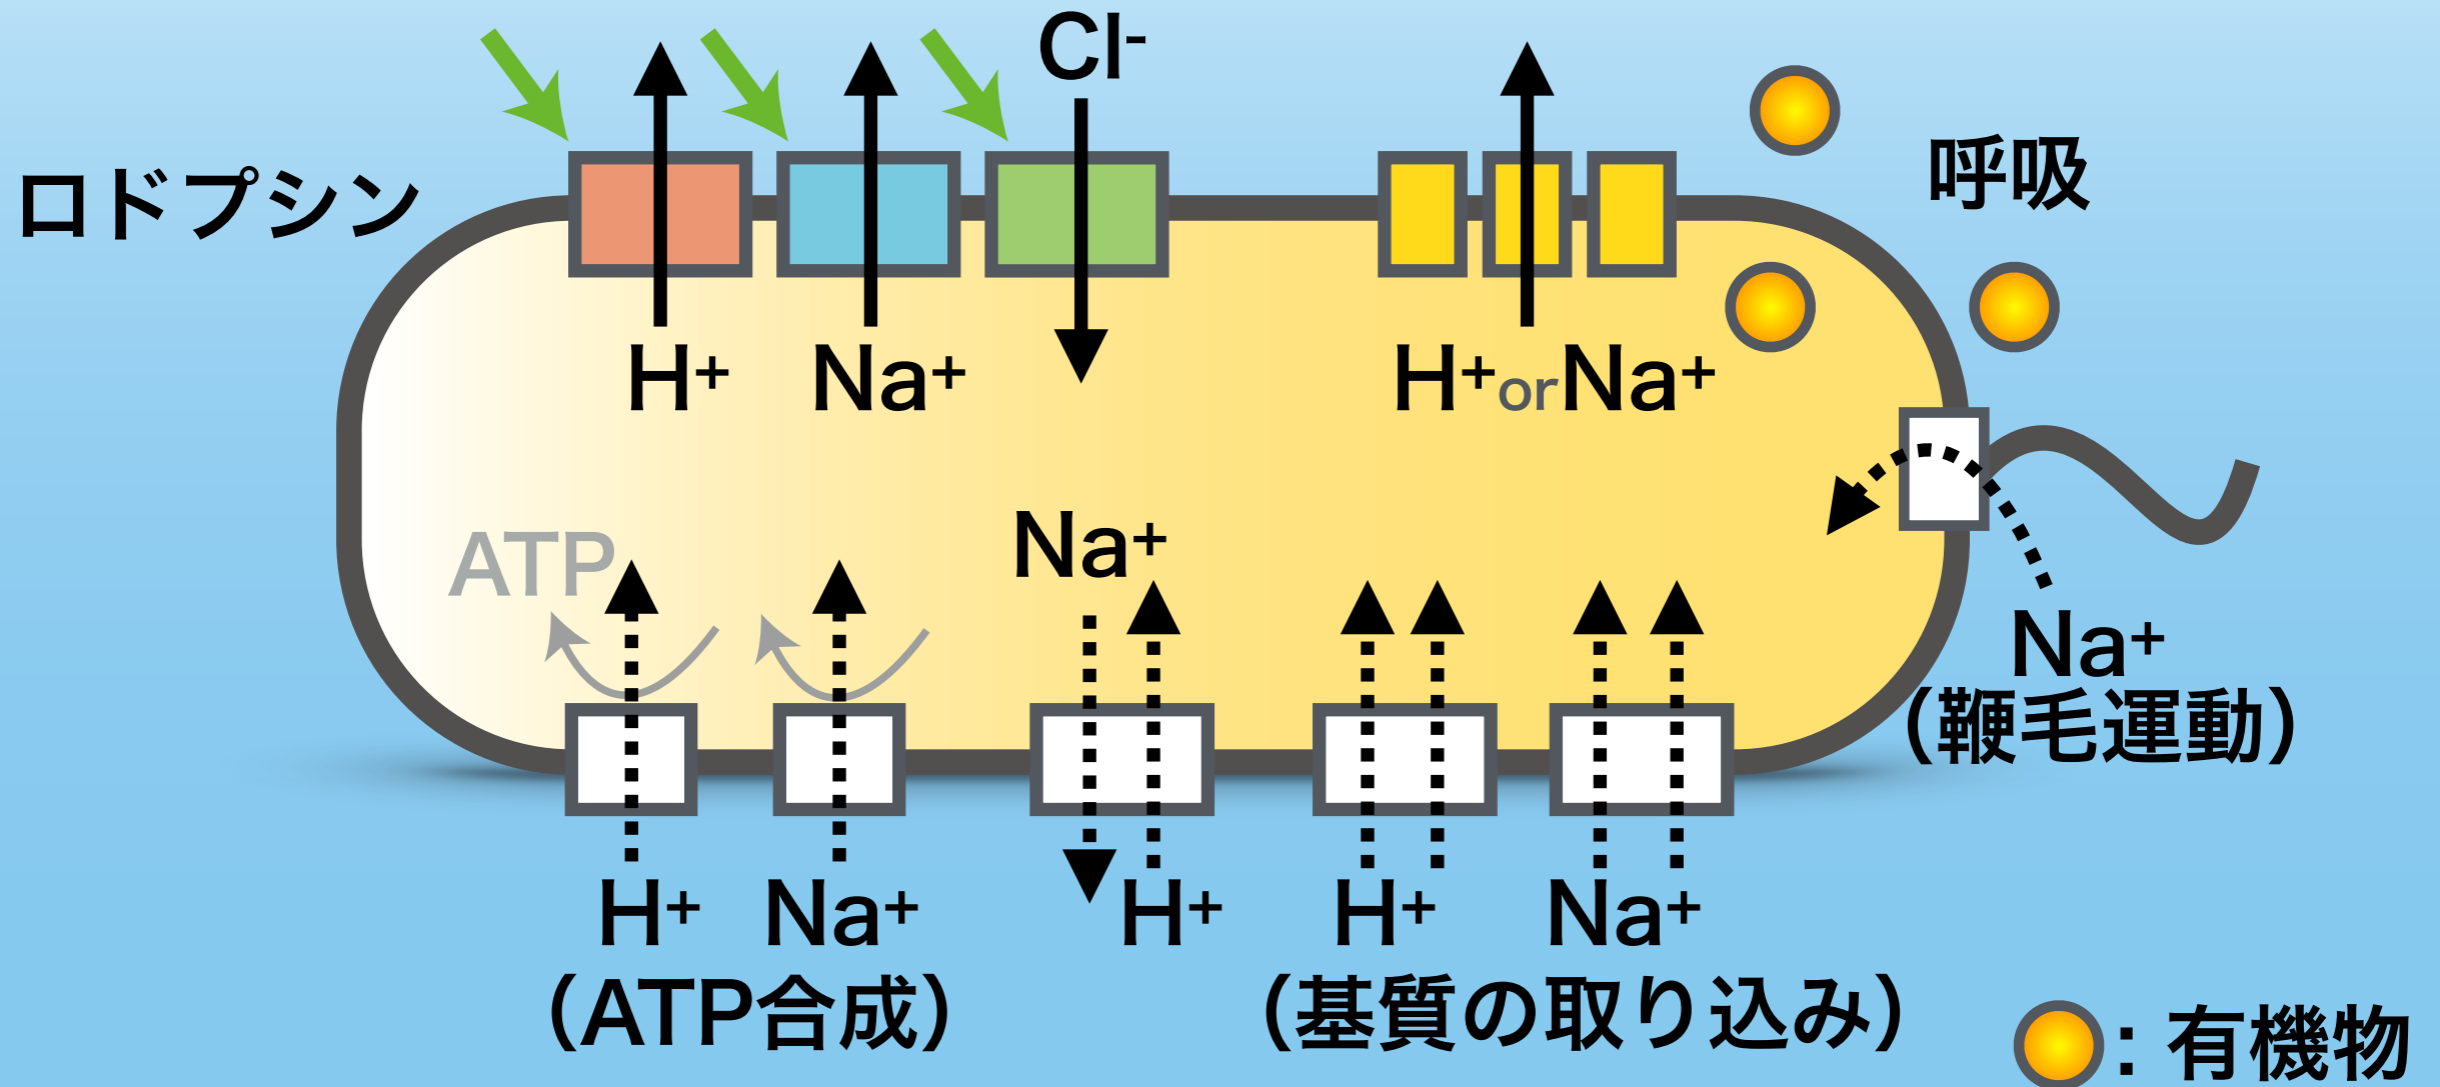 Cl-
ロドプシン
呼吸
H+
Na+
H+orNa+
ATP
Na+
Na+
(鞭毛運動)
H+
Na+
H+
H+
Na+
(ATP合成)
(基質の取り込み)
: 有機物